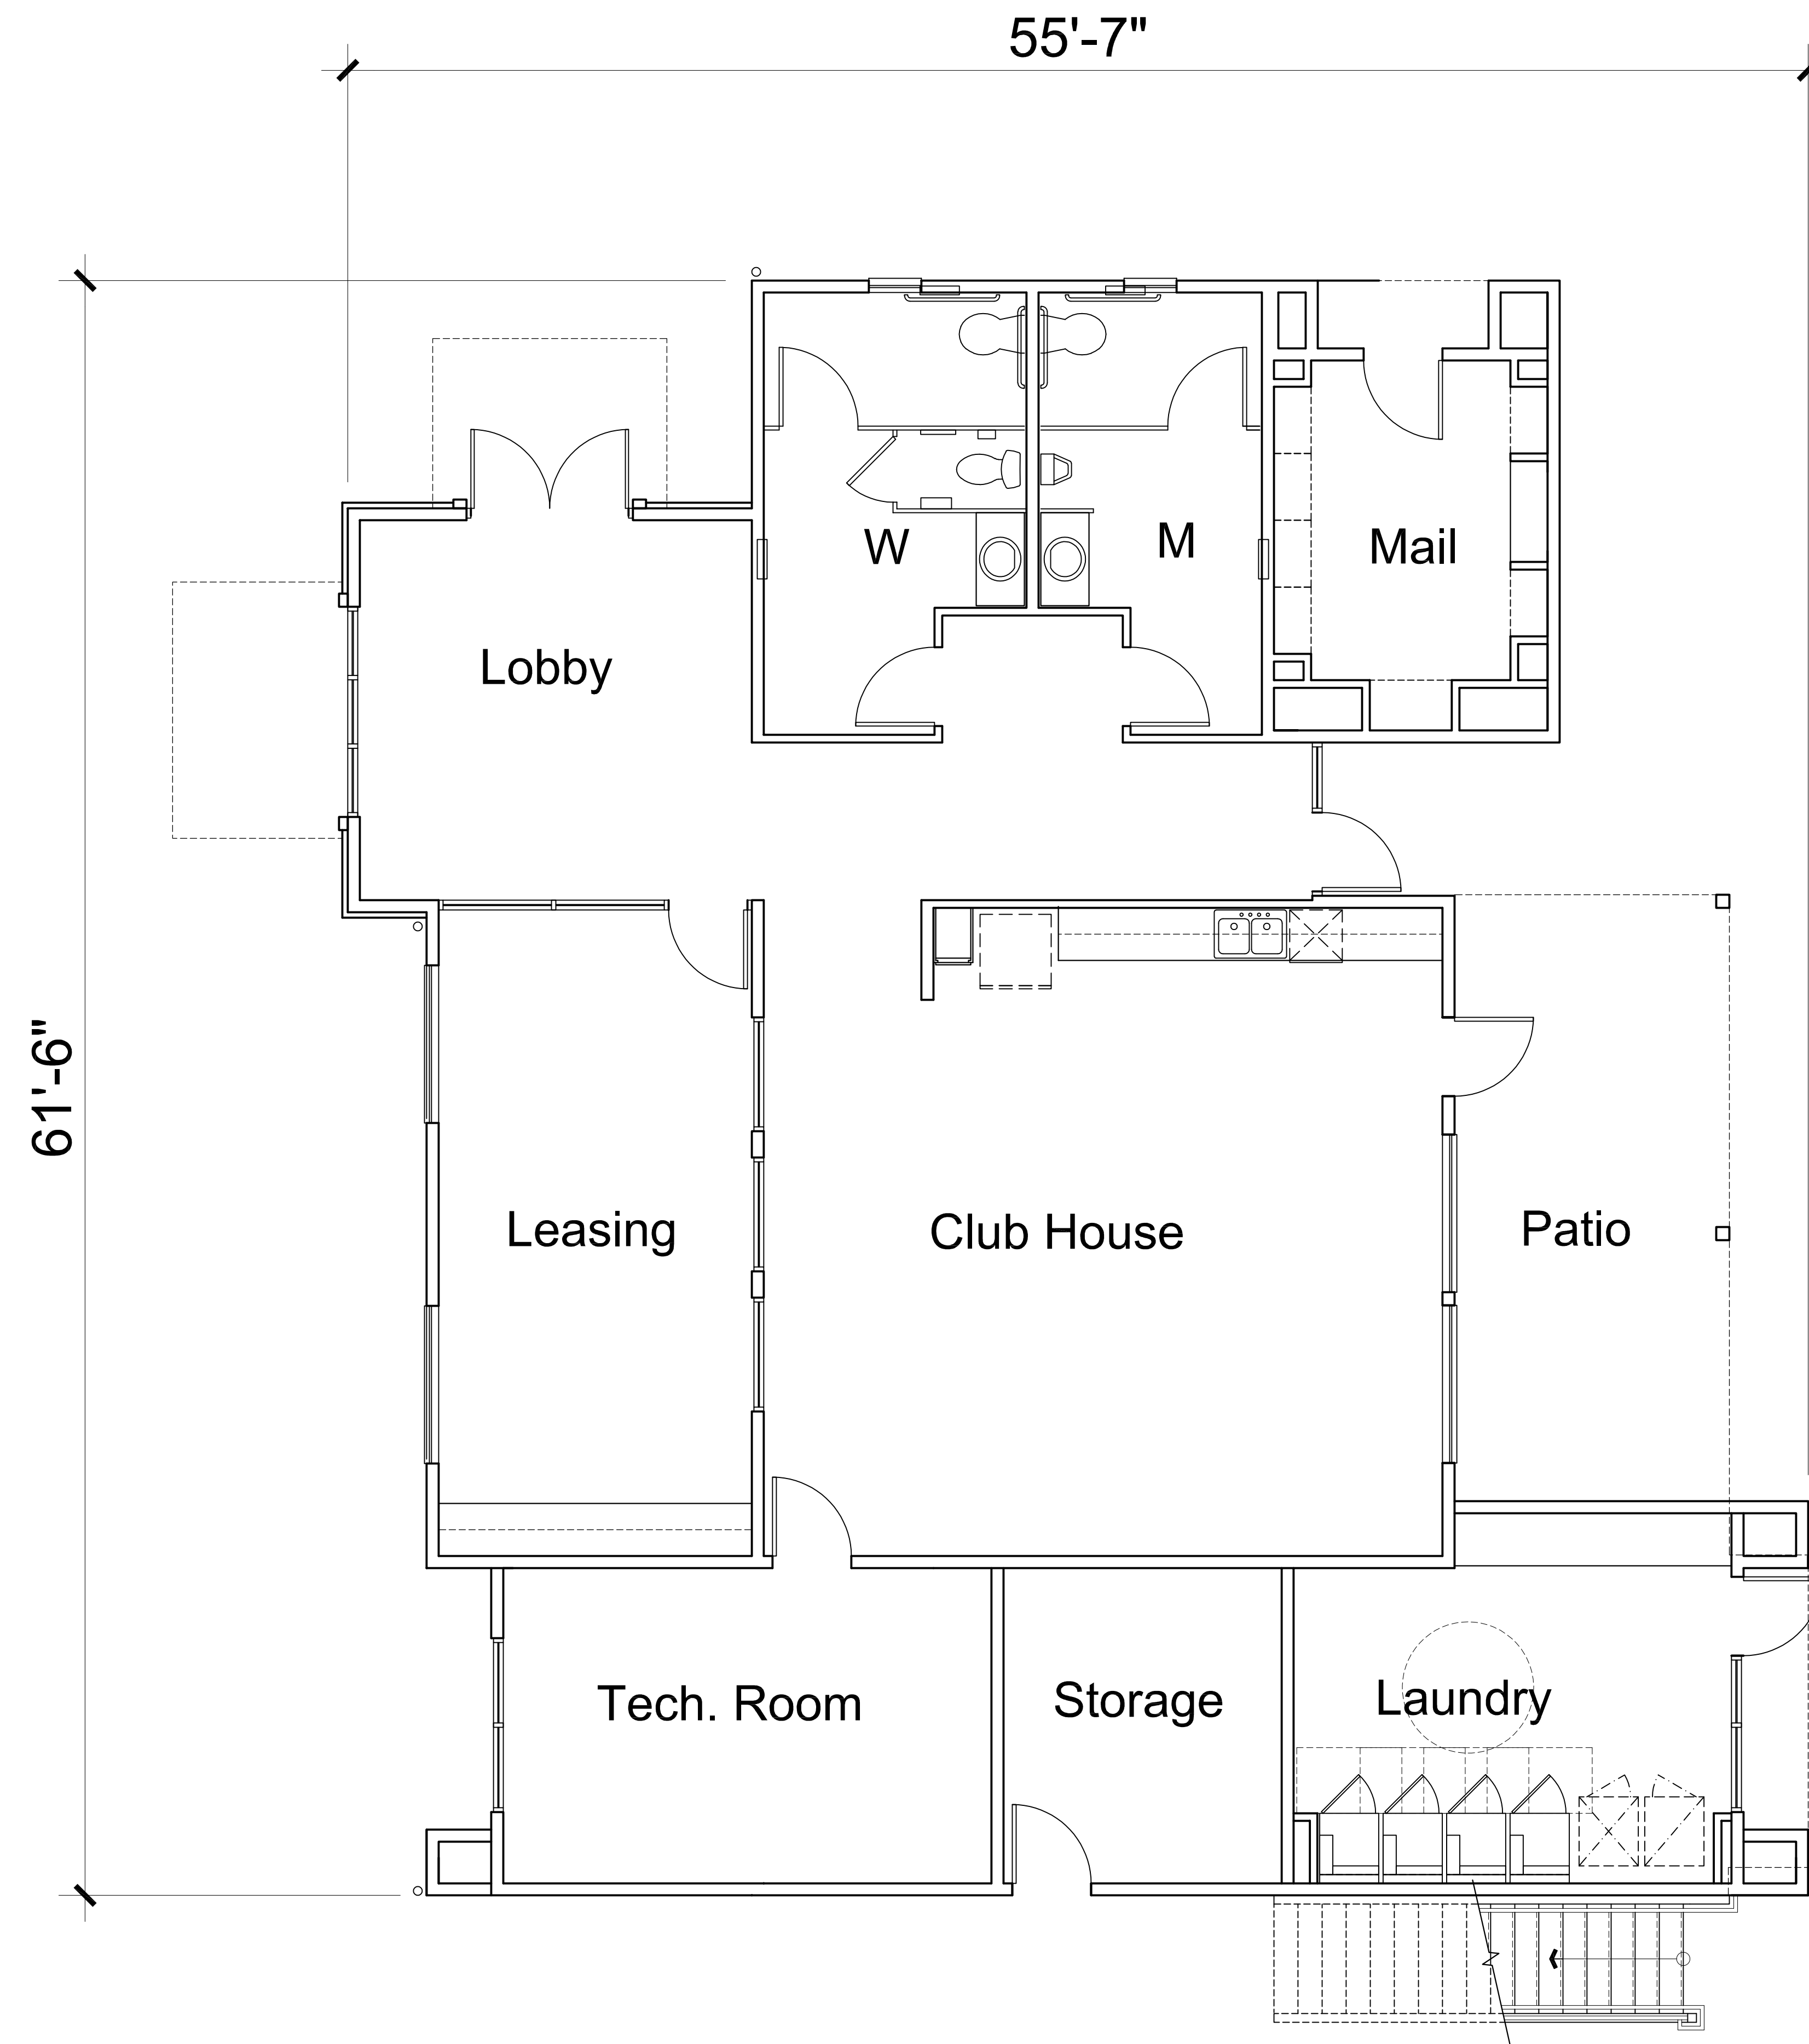 55'-7"
W
M
Mail
Lobby
61'-6"
Leasing
Club House
Patio
Tech. Room
Storage
Laundry